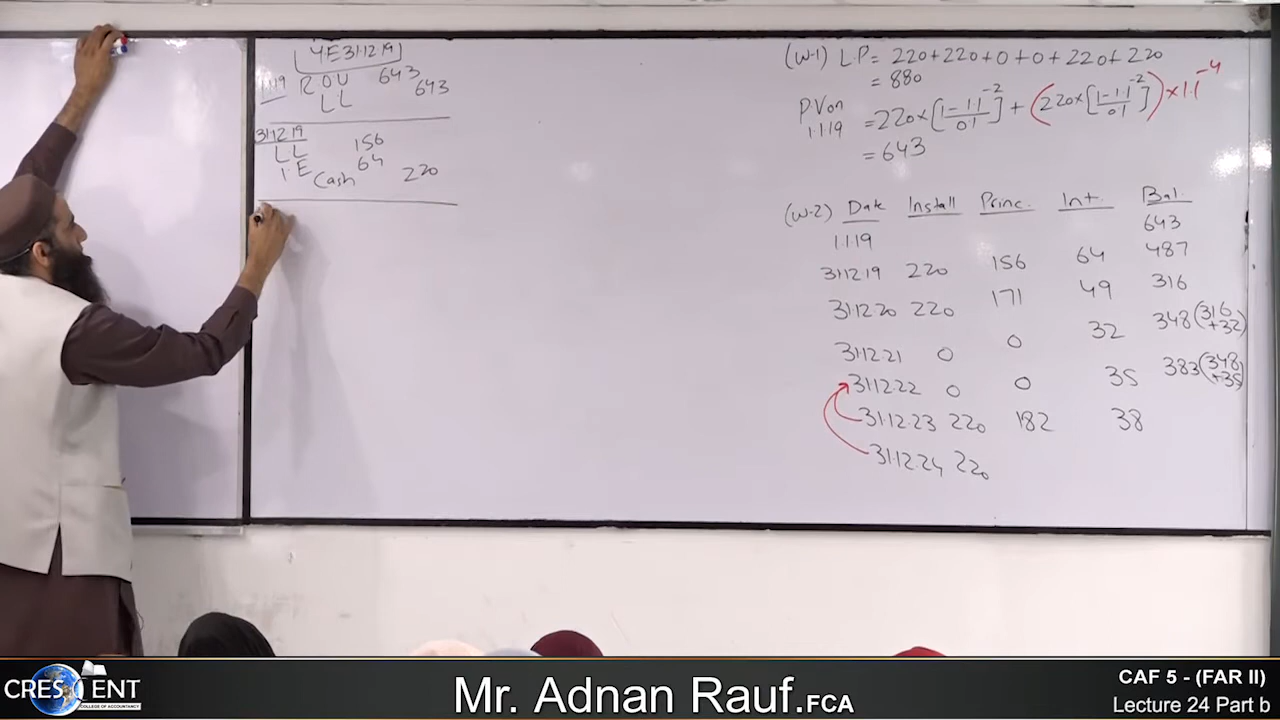 YE 31.12.19
1.1.19 ROU 643
LL 643
31.12.19
LL 156
I.E 64
Cash 220
(W-1) L.P = 220+220+0+0+220+220
= 880
P.V on 1.1.19 = 220×[1-1.1^-2/0.1] + (220×[1-1.1^-2/0.1])×1.1^-4
= 643
(W-2) Date Install Princ. Int. Bal.
1.1.19 643
31.12.19 220 156 64 487
31.12.20 220 171 49 316
31.12.21 0 0 32 348 (316+32)
31.12.22 0 0 35 383 (348+35)
31.12.23 220 182 38
31.12.24 220
CRESCENT
COLLEGE OF ACCOUNTANCY
Mr. Adnan Rauf.FCA
CAF 5 - (FAR II)
Lecture 24 Part b